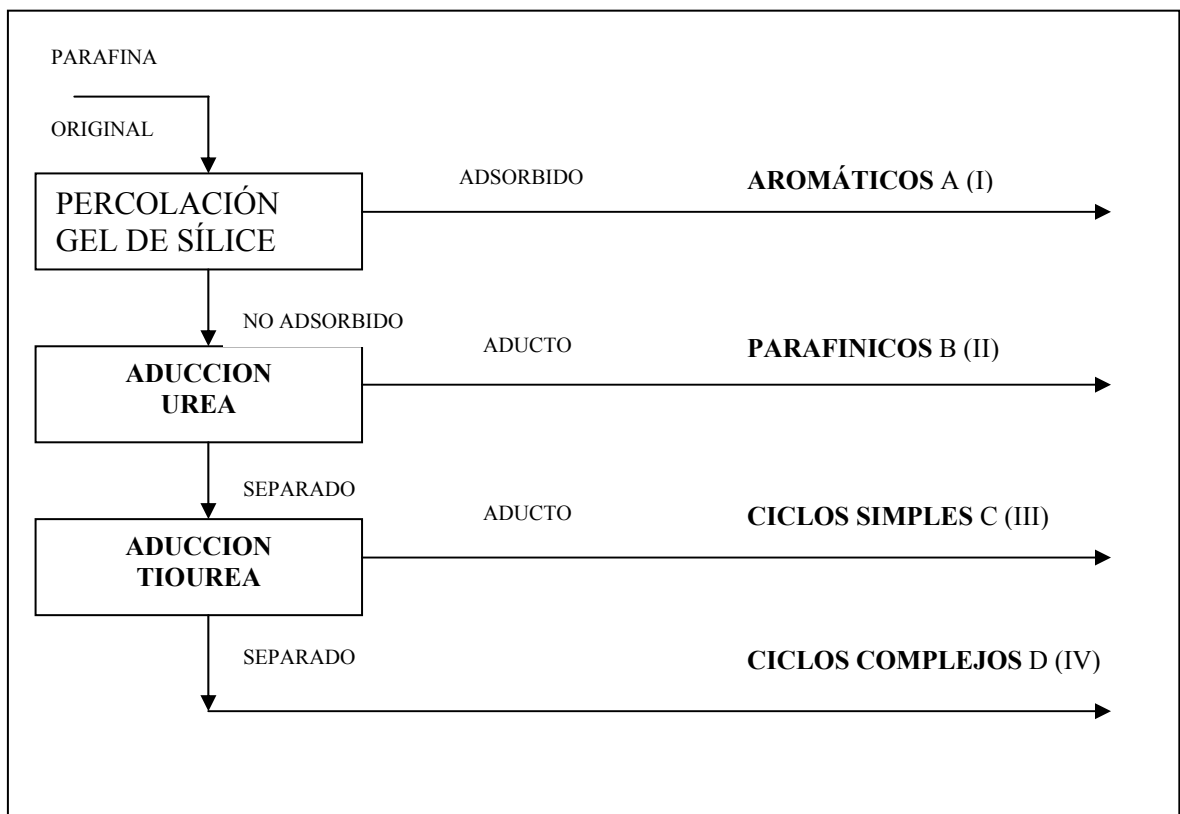 PARAFINA
ORIGINAL
PERCOLACIÓN
GEL DE SÍLICE
ADSORBIDO
AROMÁTICOS A (I)
NO ADSORBIDO
ADUCCION
UREA
ADUCTO
PARAFINICOS B (II)
SEPARADO
ADUCCION
TIOUREA
ADUCTO
CICLOS SIMPLES C (III)
SEPARADO
CICLOS COMPLEJOS D (IV)